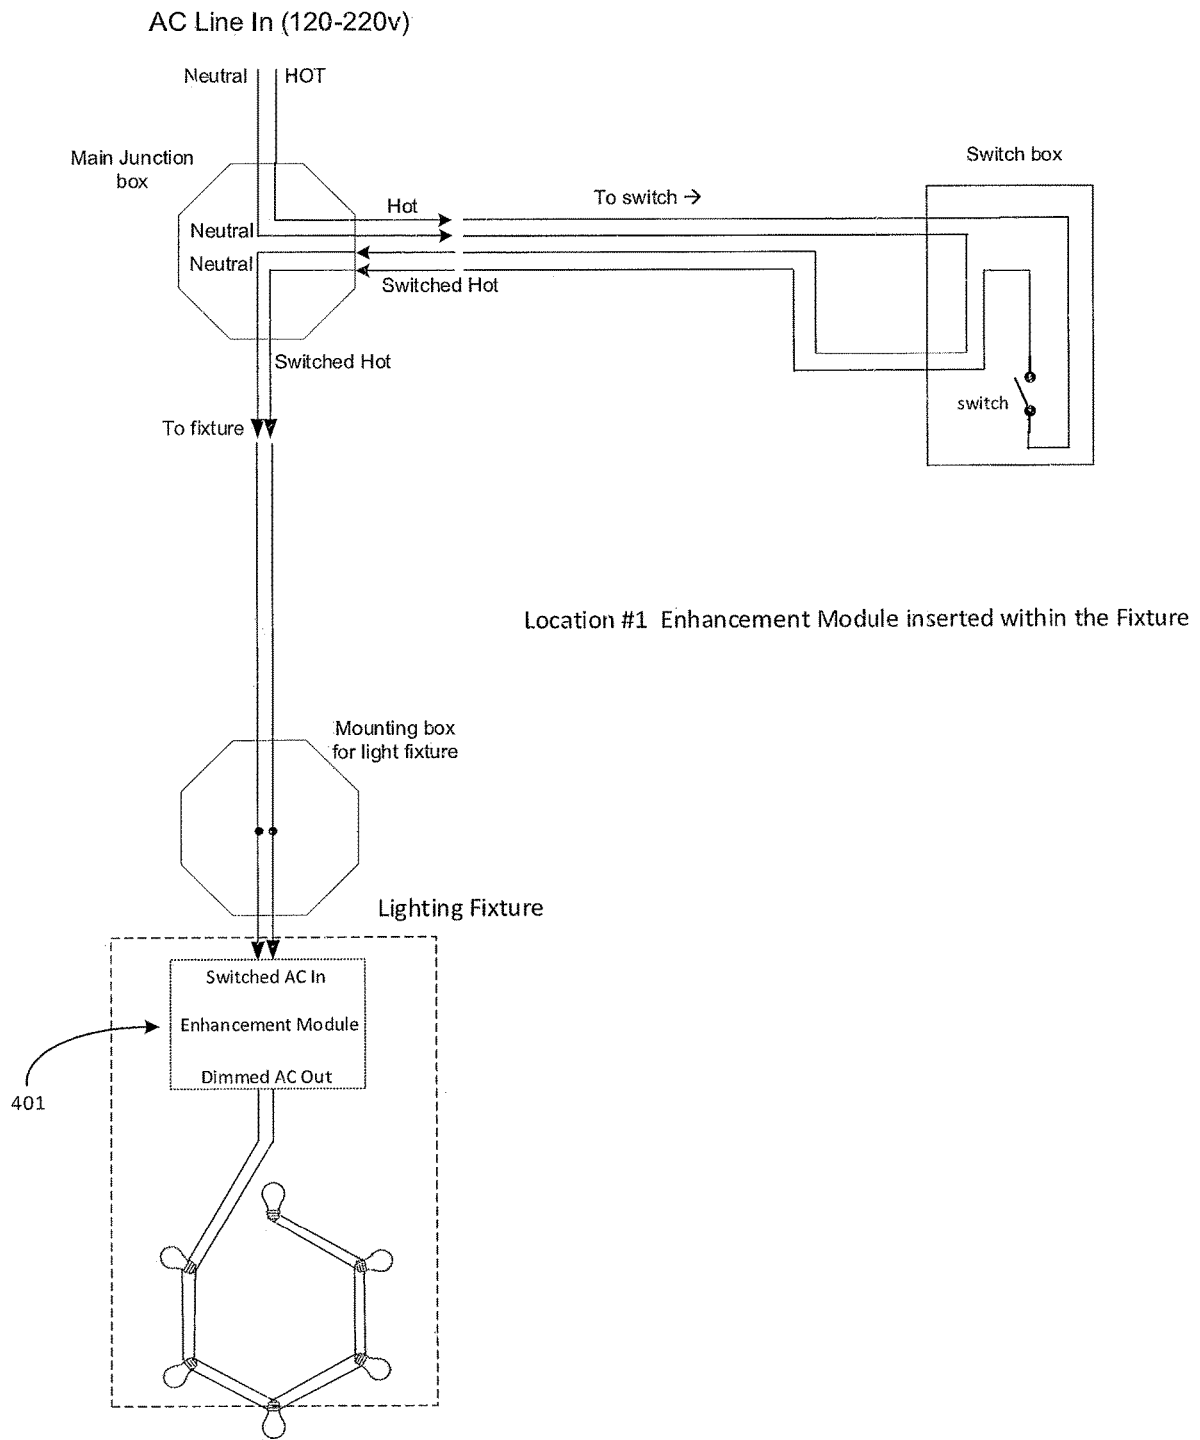 AC Line In (120-220v)
Neutral
HOT
Main Junction
box
Switch box
Hot
To switch →
Neutral
Neutral
Switched Hot
Switched Hot
switch
To fixture
Location #1 Enhancement Module inserted within the Fixture
Mounting box
for light fixture
Lighting Fixture
Switched AC In
Enhancement Module
Dimmed AC Out
401